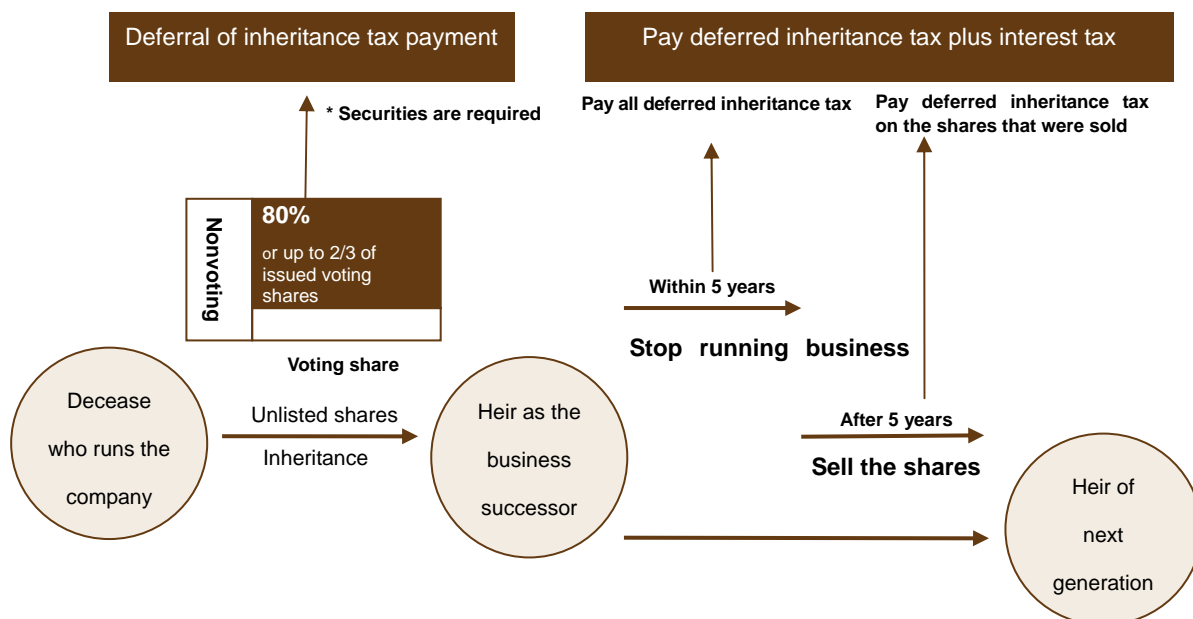 Deferral of inheritance tax payment
Pay deferred inheritance tax plus interest tax
* Securities are required
Pay all deferred inheritance tax
Pay deferred inheritance tax
on the shares that were sold
Nonvoting
80%
or up to 2/3 of
issued voting
shares
Voting share
Within 5 years
Stop running business
Decease
who runs the
company
Unlisted shares
Inheritance
Heir as the
business
successor
After 5 years
Sell the shares
Heir of
next
generation